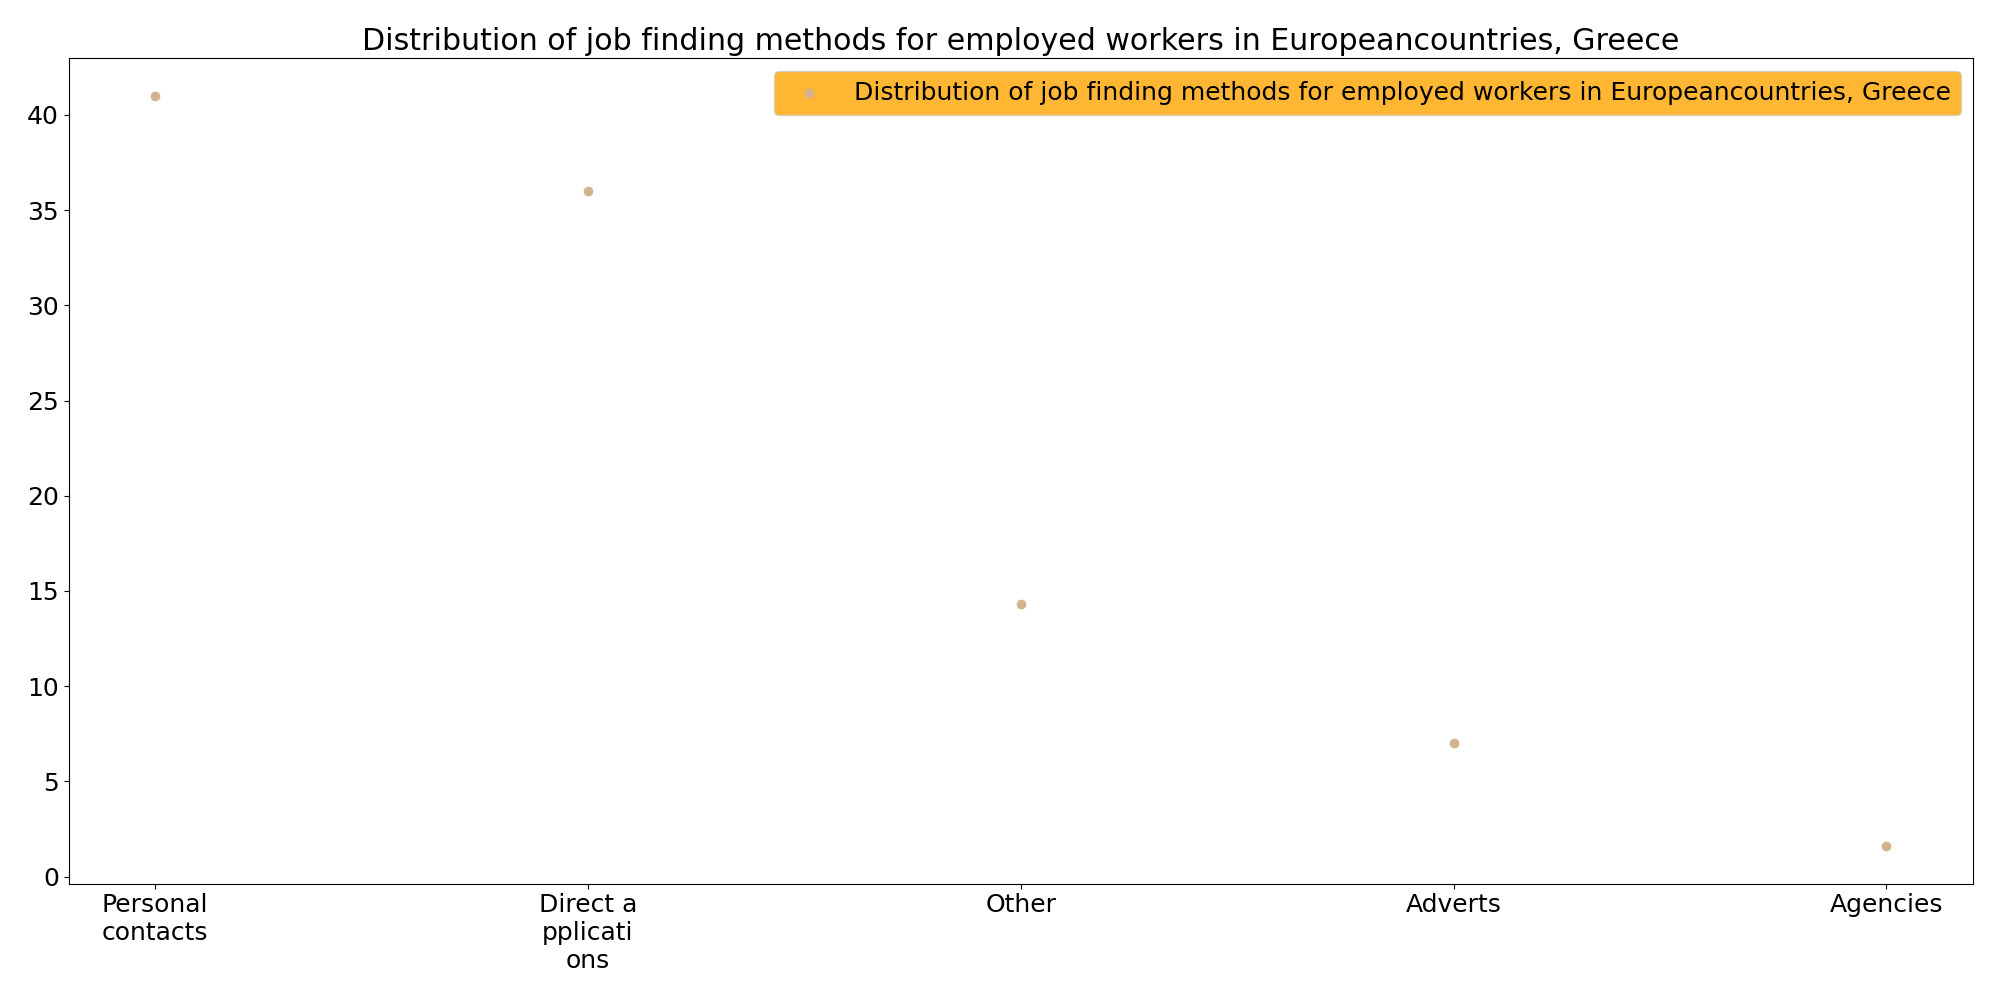 Distribution of job finding methods for employed workers in Europeancountries, Greece
Distribution of job finding methods for employed workers in Europeancountries, Greece
40
35
30
25
20
15
10
5
0
Personal
contacts
Direct a
pplicati
ons
Other
Adverts
Agencies